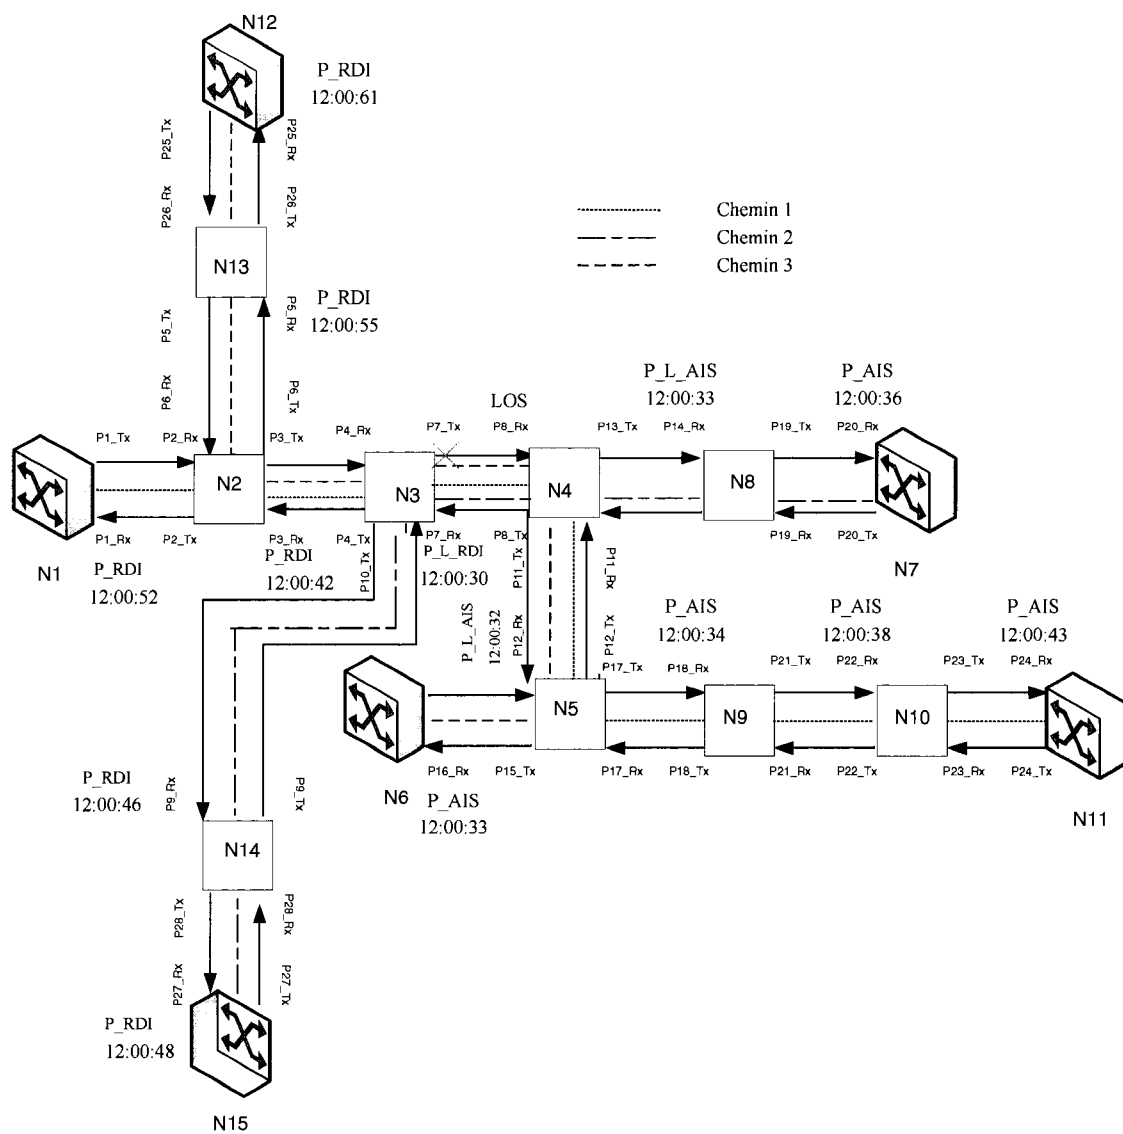 N12
P_RDI
12:00:61
P25_Tx
P25_Rx
P26_Rx
P26_Tx
Chemin 1
Chemin 2
Chemin 3
N13
P_RDI
12:00:55
P5_Tx
P5_Rx
P6_Rx
P6_Tx
P_L_AIS
12:00:33
P_AIS
12:00:36
LOS
P1_Tx
P2_Rx
P3_Tx
P4_Rx
P7_Tx
P8_Rx
P13_Tx
P14_Rx
P19_Tx
P20_Rx
N2
N3
N4
N8
P1_Rx
P2_Tx
P3_Rx
P4_Tx
P7_Rx
P8_Tx
P19_Rx
P20_Tx
N1
P_RDI
12:00:52
P_RDI
12:00:42
P10_Tx
P_L_RDI
12:00:30
P11_Tx
P11_Rx
N7
P_L_AIS
12:00:32
P12_Rx
P12_Tx
P_AIS
12:00:34
P_AIS
12:00:38
P_AIS
12:00:43
P17_Tx
P18_Rx
P21_Tx
P22_Rx
P23_Tx
P24_Rx
N5
N9
N10
P16_Rx
P15_Tx
P17_Rx
P18_Tx
P21_Rx
P22_Tx
P23_Rx
P24_Tx
N6
P_AIS
12:00:33
N11
P_RDI
12:00:46
P9_Rx
P9_Tx
N14
P28_Tx
P28_Rx
P27_Rx
P27_Tx
P_RDI
12:00:48
N15